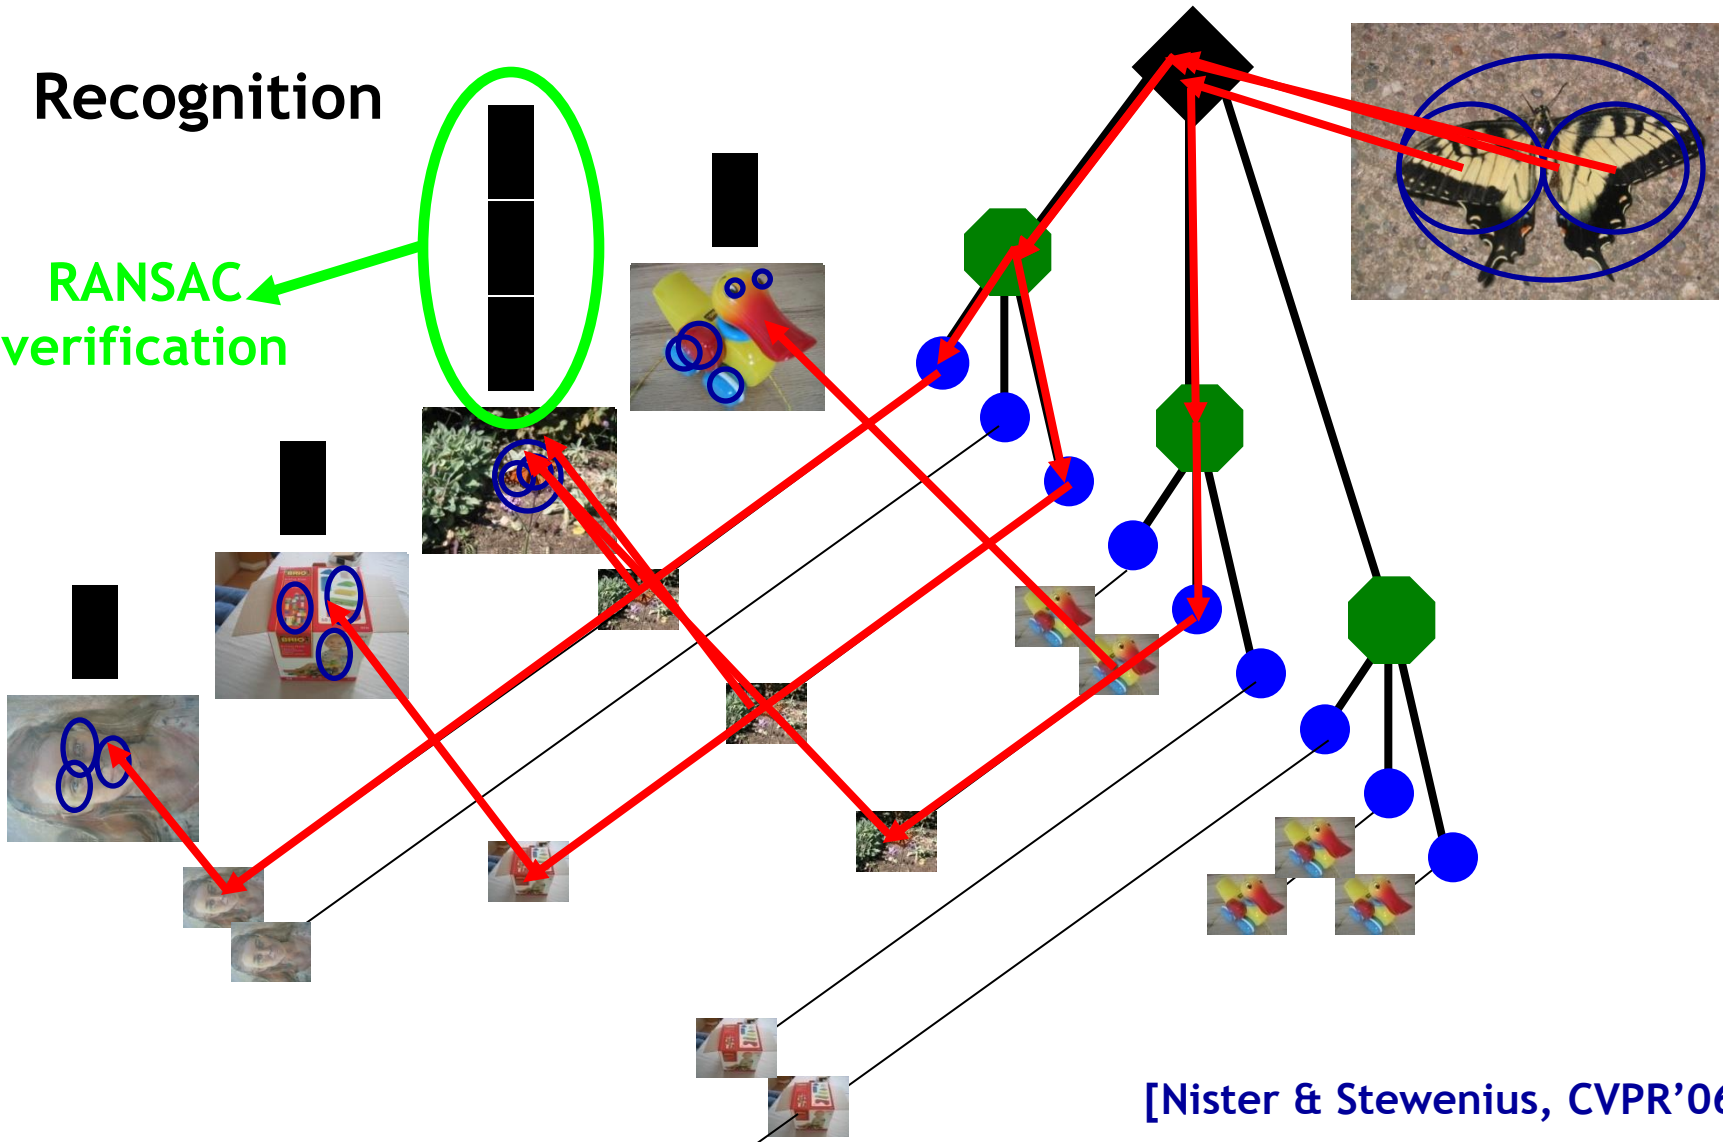 Recognition
RANSAC
verification
[Nister & Stewenius, CVPR’06